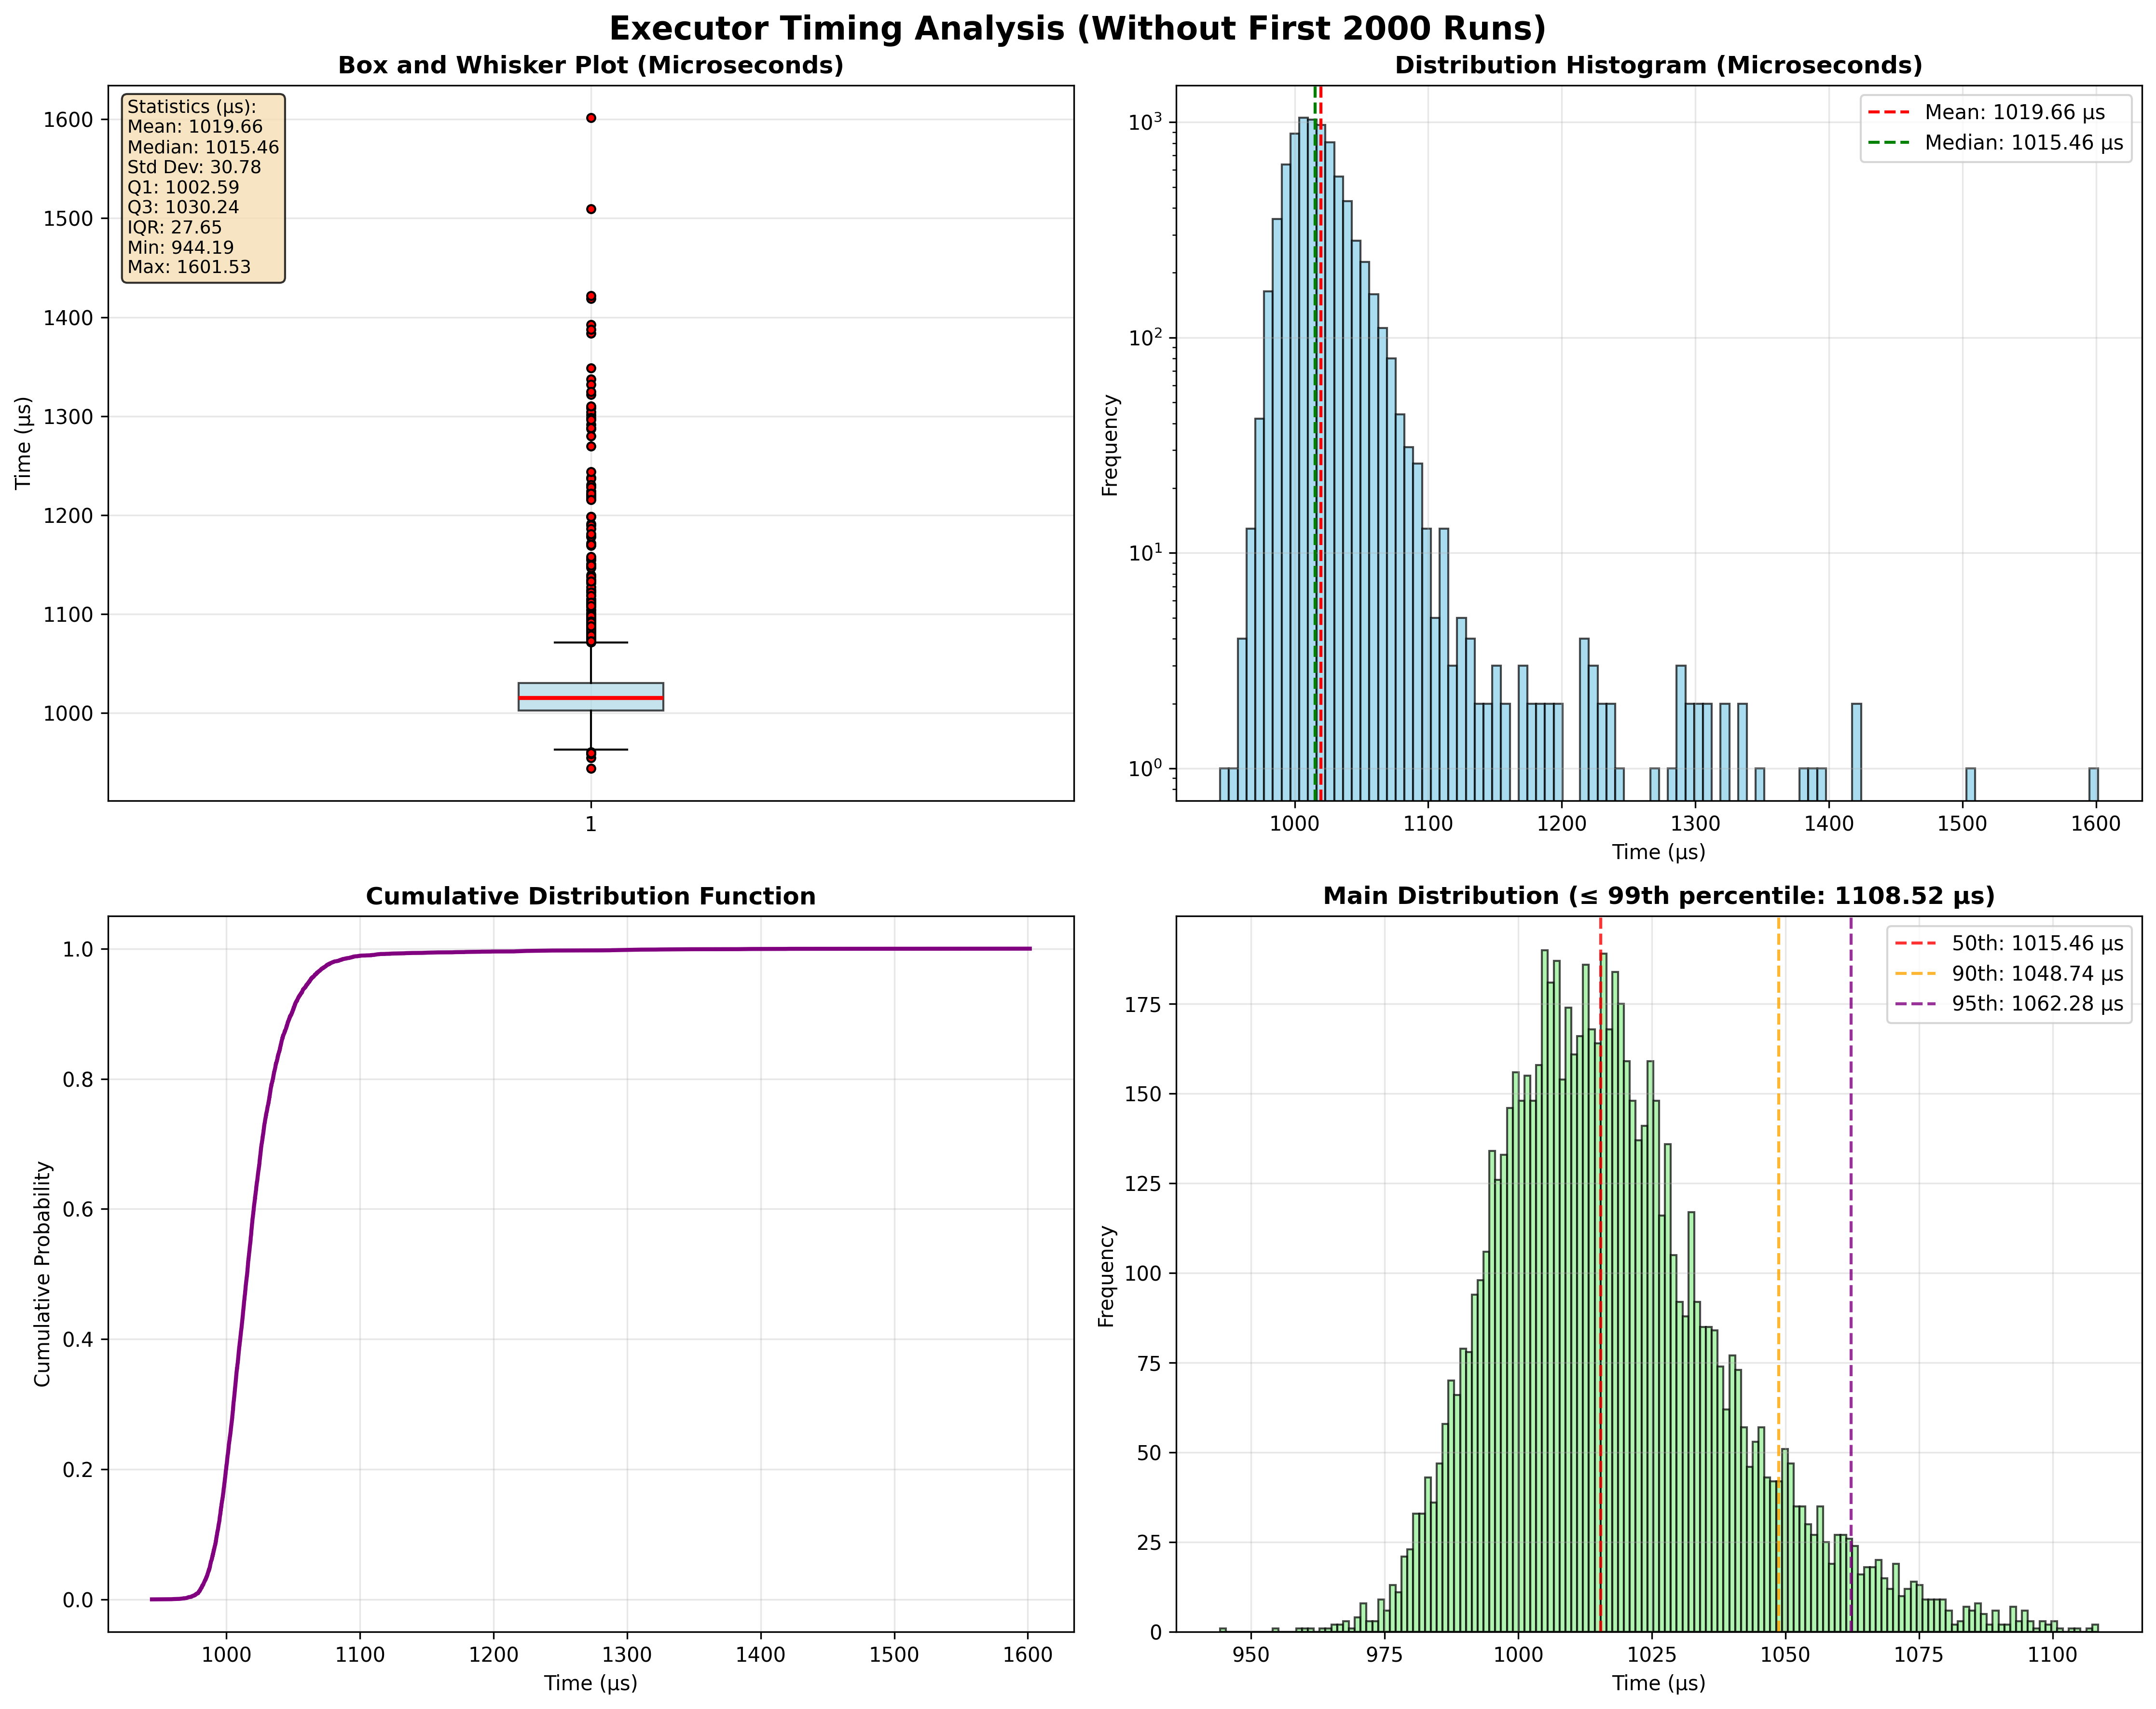 Executor Timing Analysis (Without First 2000 Runs)
Box and Whisker Plot (Microseconds)
Statistics (µs):
Mean: 1019.66
Median: 1015.46
Std Dev: 30.78
Q1: 1002.59
Q3: 1030.24
IQR: 27.65
Min: 944.19
Max: 1601.53
Time (µs)
1600
1500
1400
1300
1200
1100
1000
1
Distribution Histogram (Microseconds)
Mean: 1019.66 µs
Median: 1015.46 µs
Frequency
10³
10²
10¹
10⁰
1000 1100 1200 1300 1400 1500 1600
Time (µs)
Cumulative Distribution Function
Cumulative Probability
1.0
0.8
0.6
0.4
0.2
0.0
1000 1100 1200 1300 1400 1500 1600
Time (µs)
Main Distribution (≤ 99th percentile: 1108.52 µs)
50th: 1015.46 µs
90th: 1048.74 µs
95th: 1062.28 µs
Frequency
175
150
125
100
75
50
25
0
950 975 1000 1025 1050 1075 1100
Time (µs)